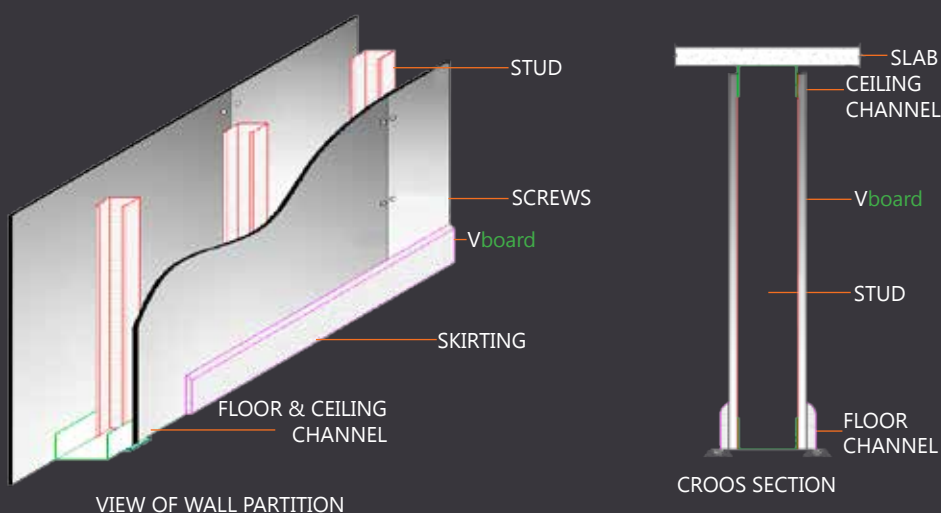 STUD
SCREWS
Vboard
SKIRTING
FLOOR & CEILING
CHANNEL
VIEW OF WALL PARTITION
SLAB
CEILING
CHANNEL
Vboard
STUD
FLOOR
CHANNEL
CROOS SECTION